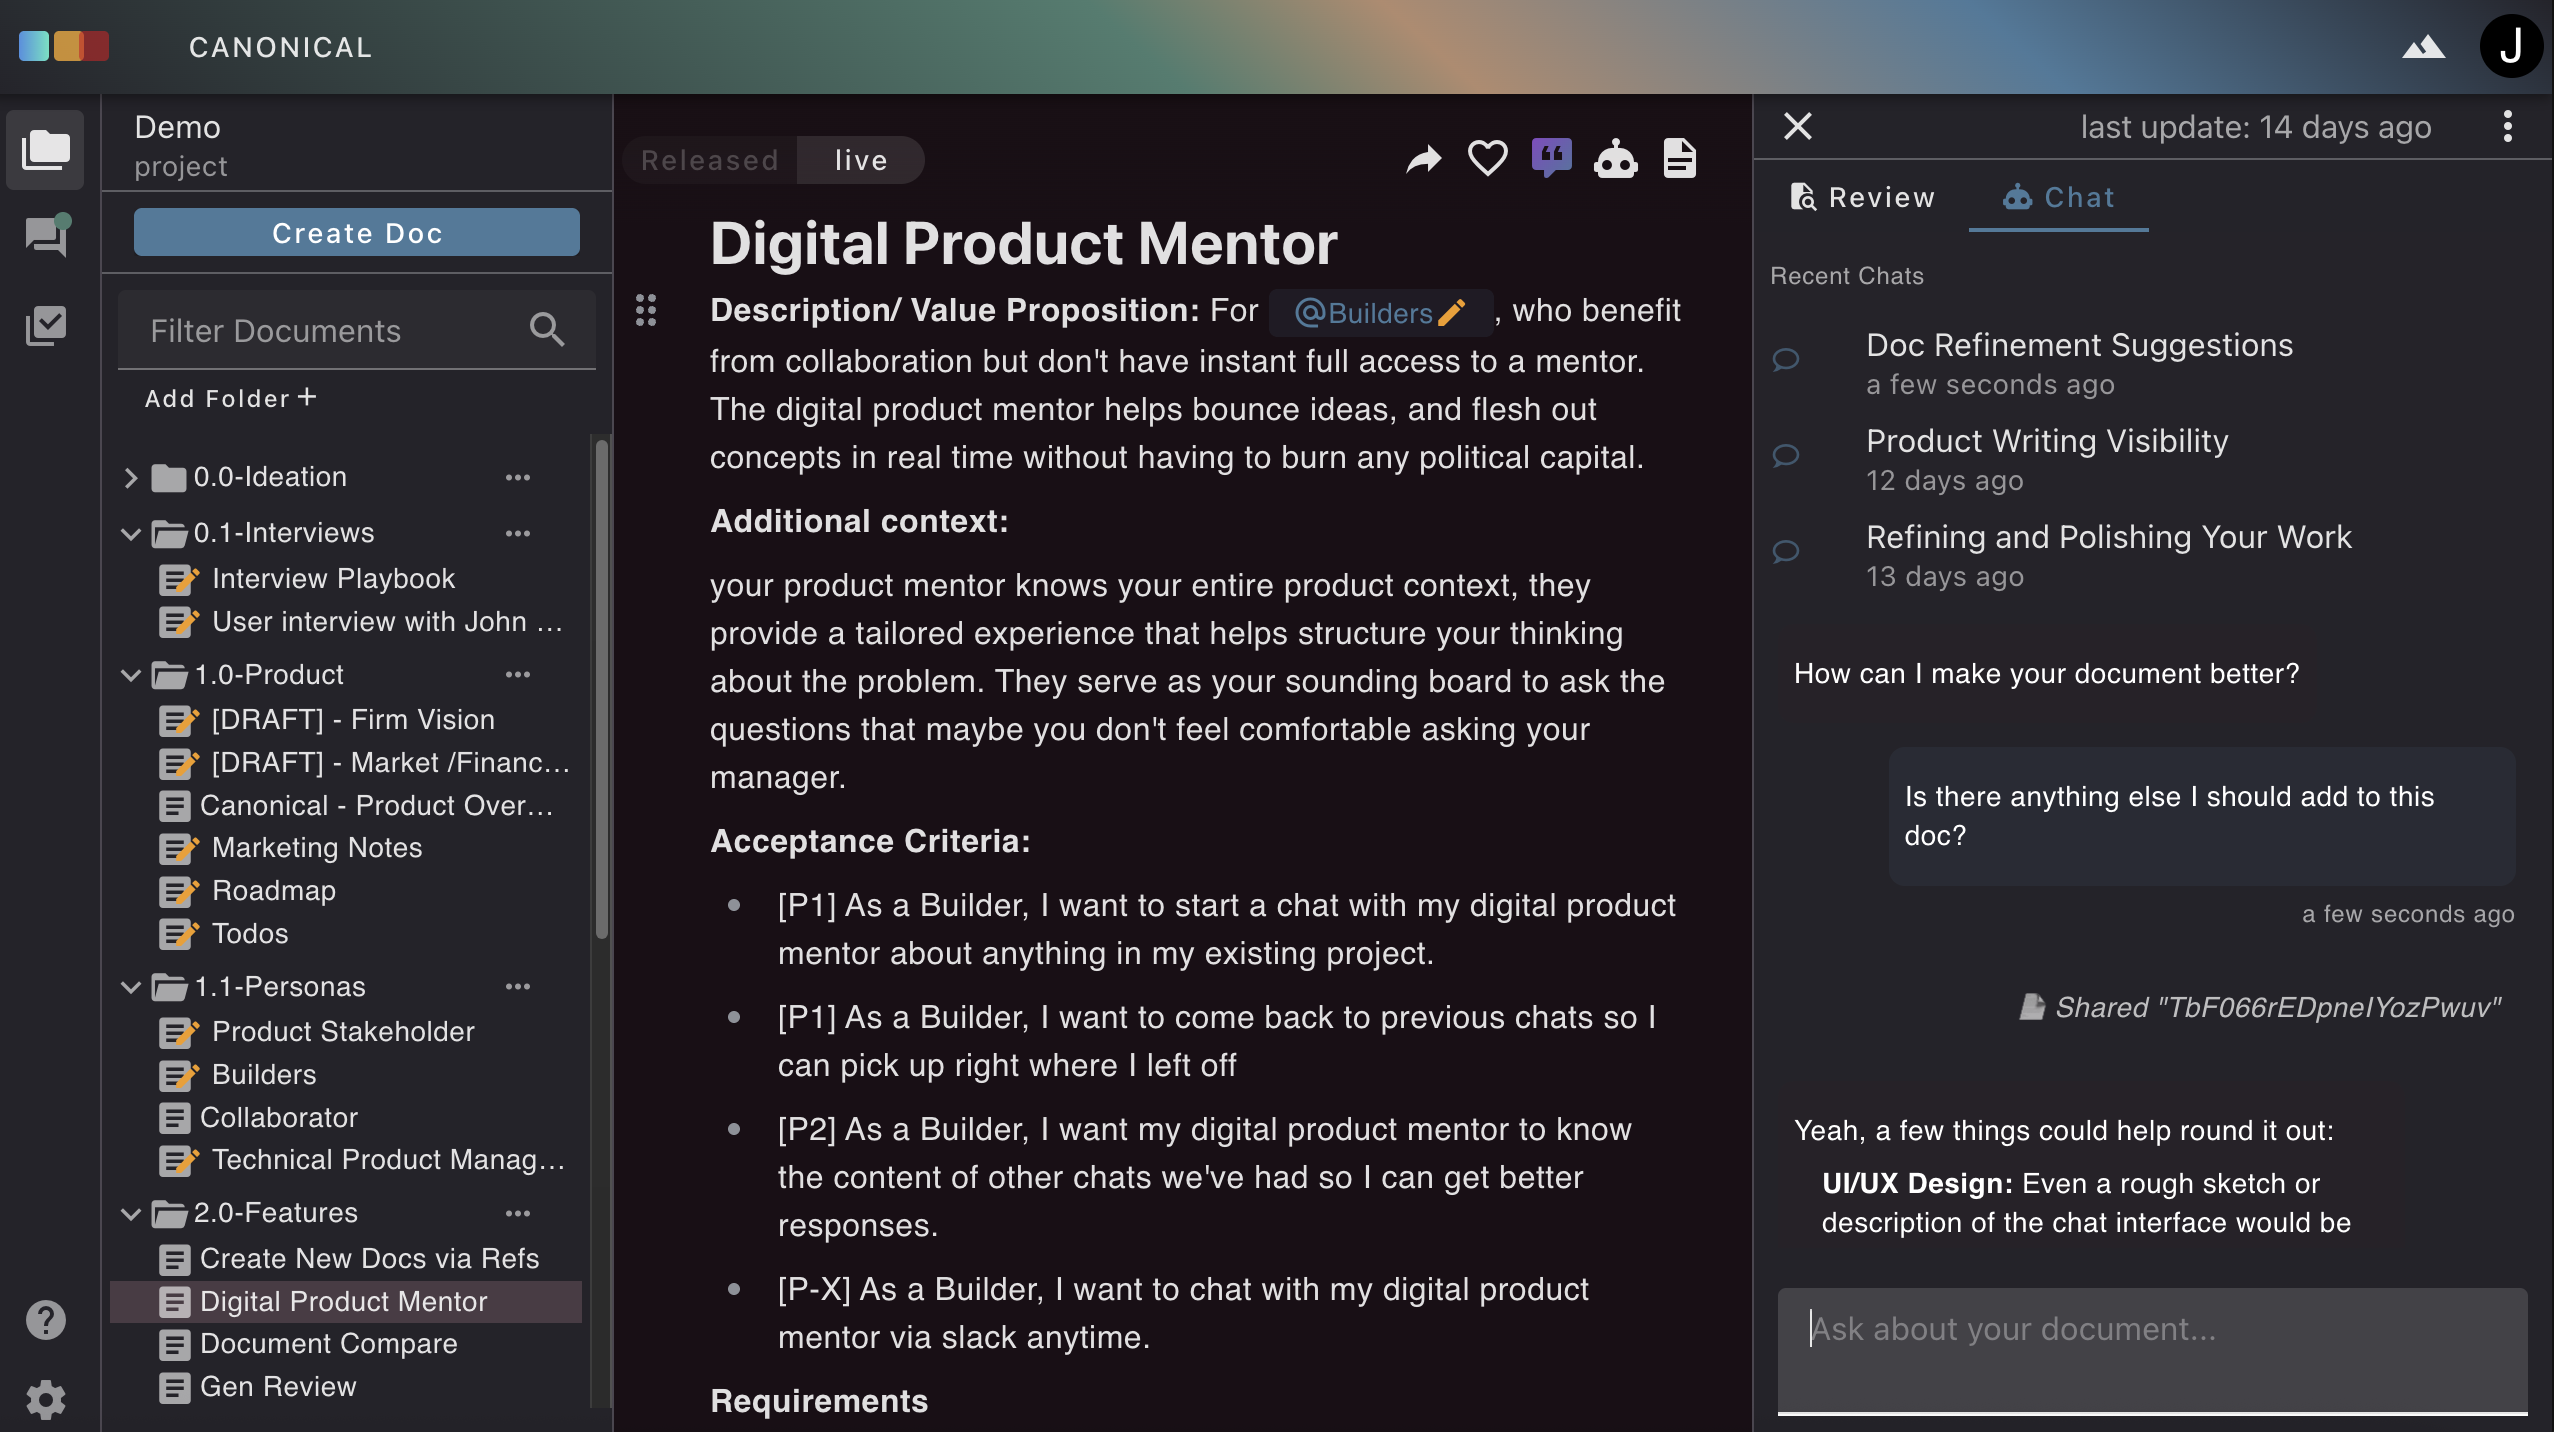 CANONICAL
J
Demo
project
Create Doc
Filter Documents
Add Folder +
0.0-Ideation
0.1-Interviews
Interview Playbook
User interview with John ...
1.0-Product
[DRAFT] - Firm Vision
[DRAFT] - Market /Financ...
Canonical - Product Over...
Marketing Notes
Roadmap
Todos
1.1-Personas
Product Stakeholder
Builders
Collaborator
Technical Product Manag...
2.0-Features
Create New Docs via Refs
Digital Product Mentor
Document Compare
Gen Review
Released live
Digital Product Mentor
Description/ Value Proposition: For @Builders, who benefit
from collaboration but don't have instant full access to a mentor.
The digital product mentor helps bounce ideas, and flesh out
concepts in real time without having to burn any political capital.
Additional context:
your product mentor knows your entire product context, they
provide a tailored experience that helps structure your thinking
about the problem. They serve as your sounding board to ask the
questions that maybe you don't feel comfortable asking your
manager.
Acceptance Criteria:
[P1] As a Builder, I want to start a chat with my digital product
mentor about anything in my existing project.
[P1] As a Builder, I want to come back to previous chats so I
can pick up right where I left off
[P2] As a Builder, I want my digital product mentor to know
the content of other chats we've had so I can get better
responses.
[P-X] As a Builder, I want to chat with my digital product
mentor via slack anytime.
Requirements
last update: 14 days ago
Review Chat
Recent Chats
Doc Refinement Suggestions
a few seconds ago
Product Writing Visibility
12 days ago
Refining and Polishing Your Work
13 days ago
How can I make your document better?
Is there anything else I should add to this
doc?
a few seconds ago
Shared "TbF066rEDpneIYozPwuv"
Yeah, a few things could help round it out:
UI/UX Design: Even a rough sketch or
description of the chat interface would be
Ask about your document...